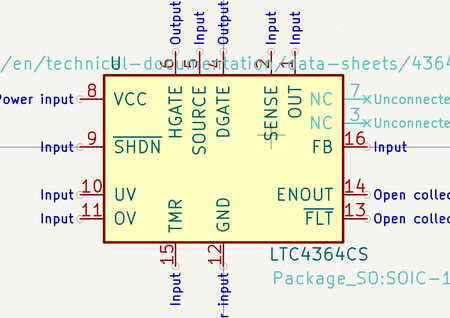 Output
Input
Output
Input
Input
/en/technical-documentation/data-sheets/4364
6
5
4
2
1
Power input
8
VCC
HGATE
SOURCE
DGATE
SENSE
OUT
NC
7
Unconnecte
NC
3
Unconnecte
Input
9
SHDN
FB
16
Input
Input
10
UV
ENOUT
14
Open collec
Input
11
OV
FLT
13
Open collec
TMR
GND
15
12
LTC4364CS
Package_SO:SOIC-1
Input
r input